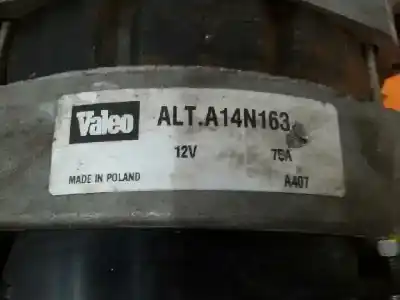 Valeo ALT.A14N163
12V 75A
MADE IN POLAND A407